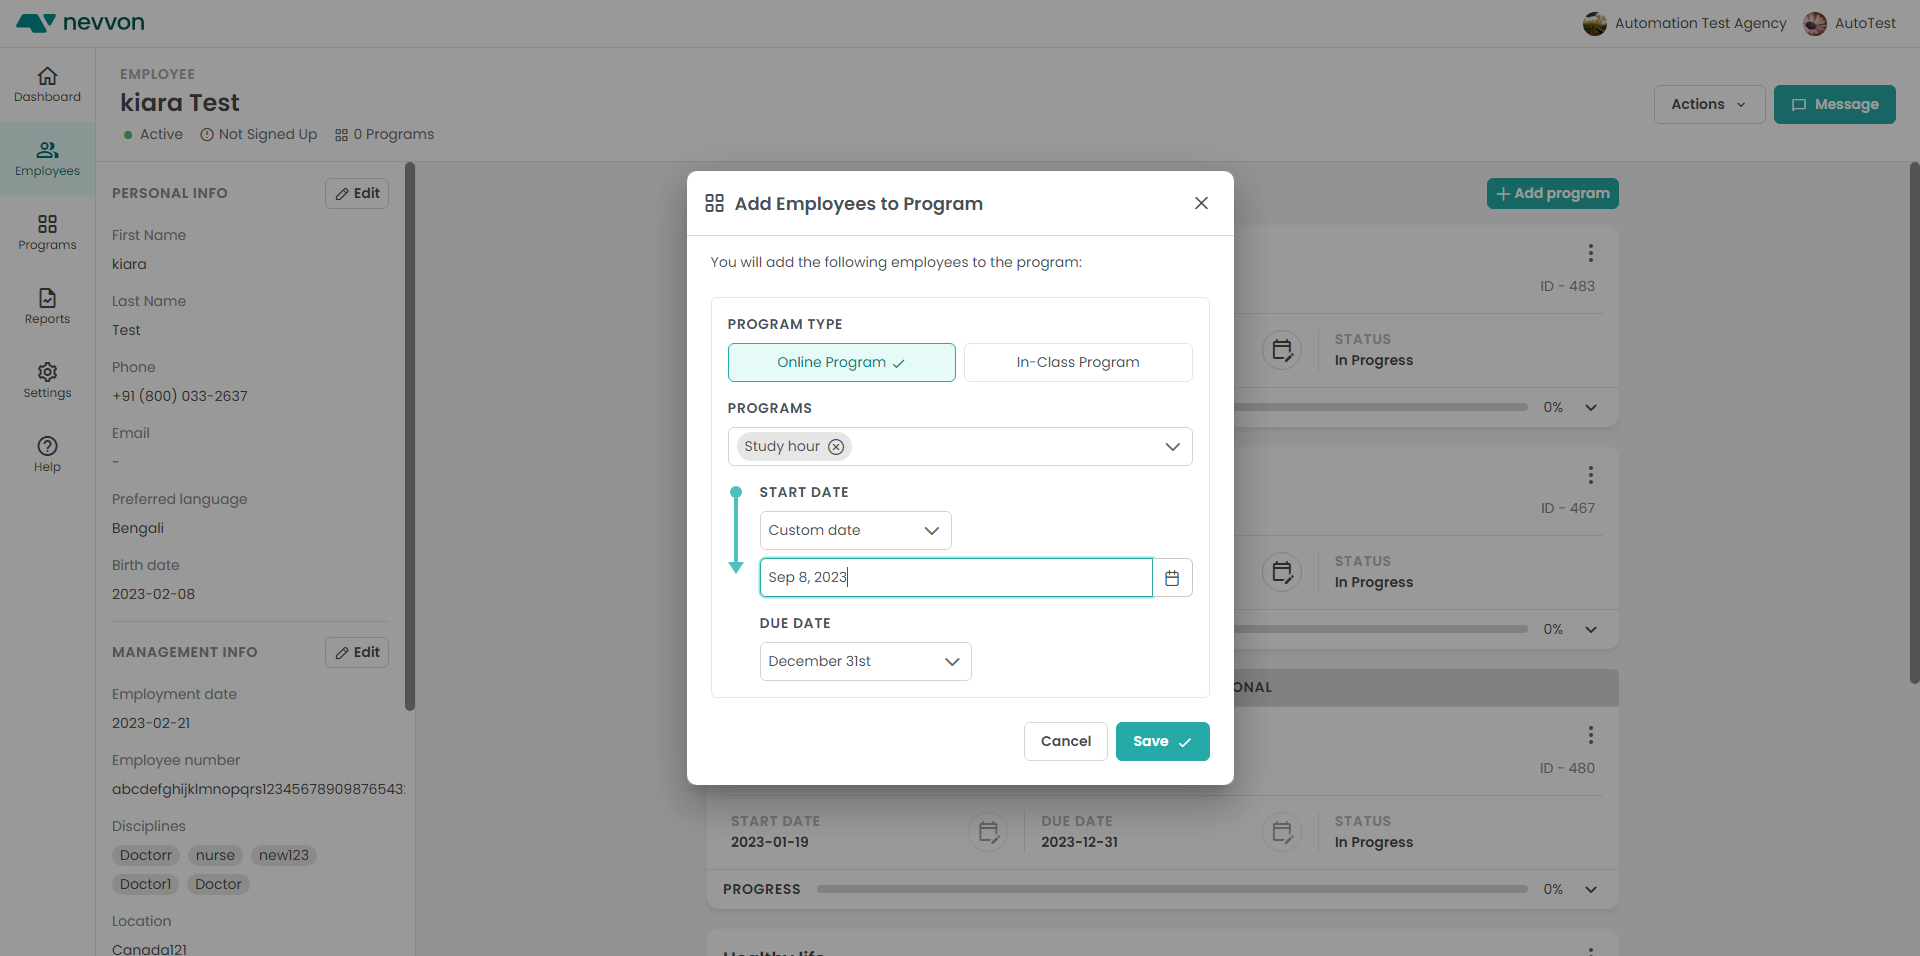 nevvon
Automation Test Agency
AutoTest
Dashboard
Employees
Programs
Reports
Settings
Help
EMPLOYEE
kiara Test
Active
Not Signed Up
0 Programs
Actions
Message
PERSONAL INFO
Edit
First Name
kiara
Last Name
Test
Phone
+91 (800) 033-2637
Email
-
Preferred language
Bengali
Birth date
2023-02-08
MANAGEMENT INFO
Edit
Employment date
2023-02-21
Employee number
abcdefghijklmnopqrs123456789098765432
Disciplines
Doctorr nurse new123
Doctor1 Doctor
Location
Canada121
Add Employees to Program
You will add the following employees to the program:
PROGRAM TYPE
Online Program
In-Class Program
PROGRAMS
Study hour
START DATE
Custom date
Sep 8, 2023
DUE DATE
December 31st
Cancel
Save
Add program
ID - 483
STATUS
In Progress
0%
ID - 467
STATUS
In Progress
0%
ONAL
ID - 480
START DATE
2023-01-19
DUE DATE
2023-12-31
STATUS
In Progress
PROGRESS
0%
Healthy life